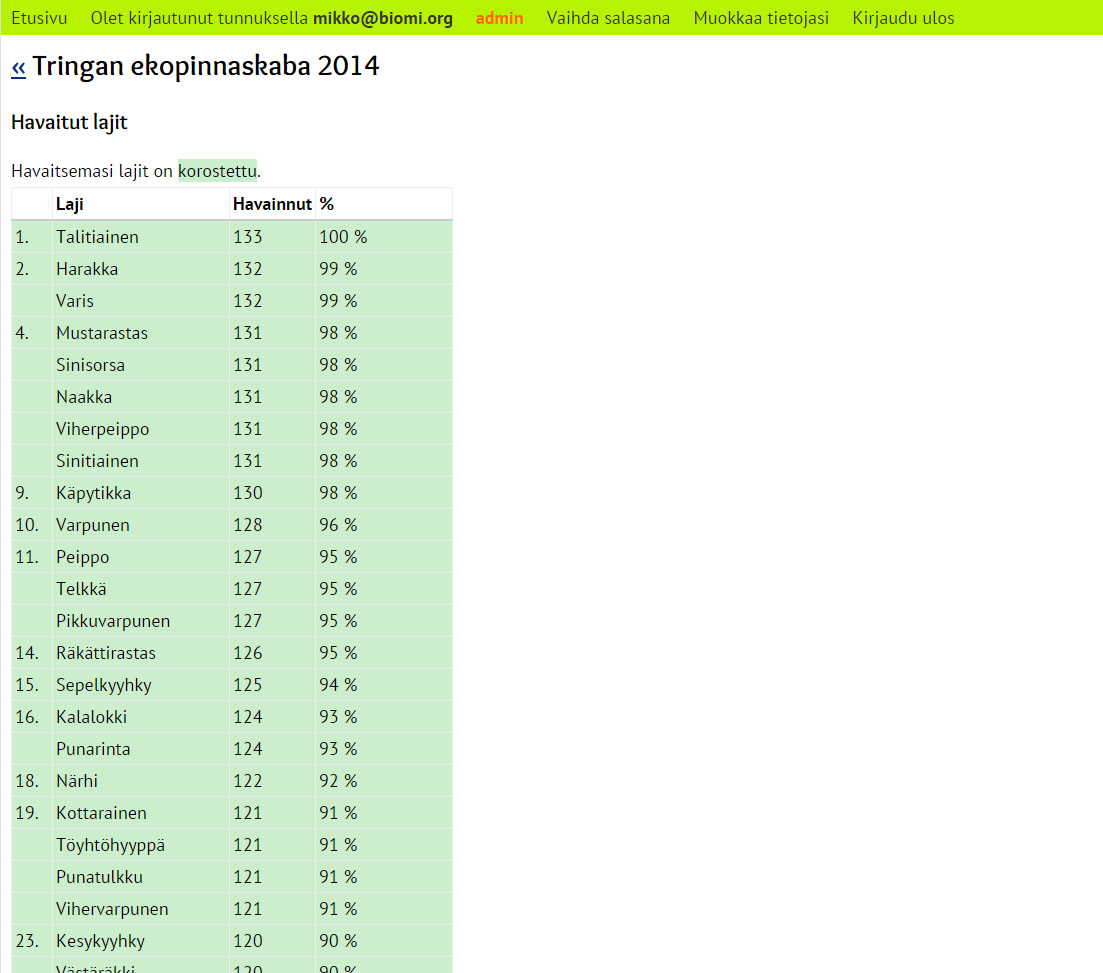 Etusivu Olet kirjautunut tunnuksella mikko@biomi.org admin Vaihda salasana Muokkaa tietojasi Kirjaudu ulos
« Tringan ekopinnaskaba 2014
Havaitut lajit
Havaitsemasi lajit on korostettu.
Laji Havainnut %
1. Talitiainen 133 100 %
2. Harakka 132 99 %
Varis 132 99 %
4. Mustarastas 131 98 %
Sinisorsa 131 98 %
Naakka 131 98 %
Viherpeippo 131 98 %
Sinitiainen 131 98 %
9. Käpytikka 130 98 %
10. Varpunen 128 96 %
11. Peippo 127 95 %
Telkkä 127 95 %
Pikkuvarpunen 127 95 %
14. Räkättirastas 126 95 %
15. Sepelkyyhky 125 94 %
16. Kalalokki 124 93 %
Punarinta 124 93 %
18. Närhi 122 92 %
19. Kottarainen 121 91 %
Töyhtöhyyppä 121 91 %
Punatulkku 121 91 %
Vihervarpunen 121 91 %
23. Kesykyyhky 120 90 %
Västäräkki 120 90 %